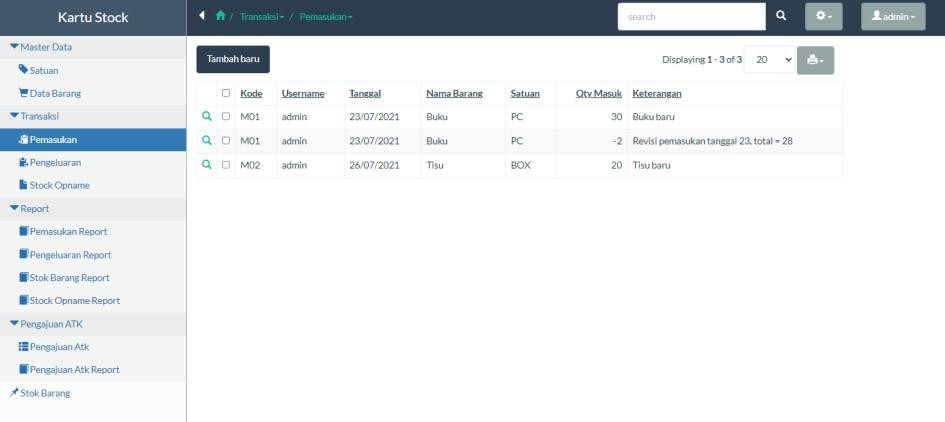 Kartu Stock
/ Transaksi / Pemasukan
search
admin
Master Data
Satuan
Data Barang
Transaksi
Pemasukan
Pengeluaran
Stock Opname
Report
Pemasukan Report
Pengeluaran Report
Stok Barang Report
Stock Opname Report
Pengajuan ATK
Pengajuan Atk
Pengajuan Atk Report
Stok Barang
Tambah baru
Displaying 1 - 3 of 3 20
Kode Username Tanggal Nama Barang Satuan Qty Masuk Keterangan
M01 admin 23/07/2021 Buku PC 30 Buku baru
M01 admin 23/07/2021 Buku PC -2 Revisi pemasukan tanggal 23, total = 28
M02 admin 26/07/2021 Tisu BOX 20 Tisu baru